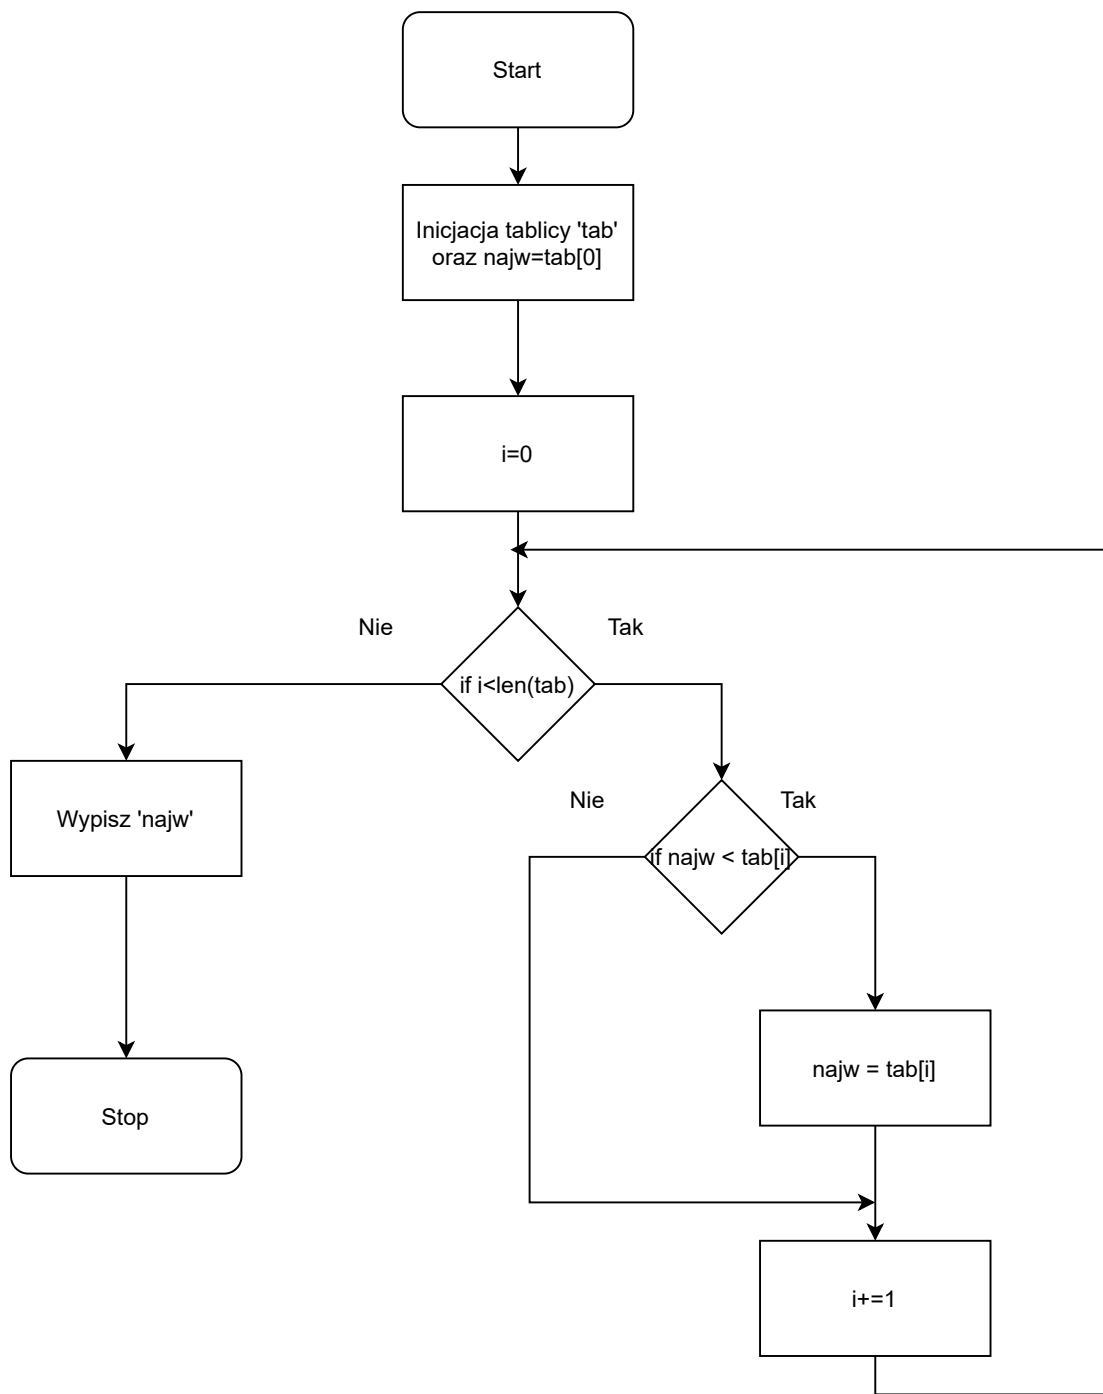 Start
Inicjacja tablicy 'tab'
oraz najw=tab[0]
i=0
Nie
Tak
if i<len(tab)
Wypisz 'najw'
Nie
Tak
if najw < tab[i]
najw = tab[i]
Stop
i+=1